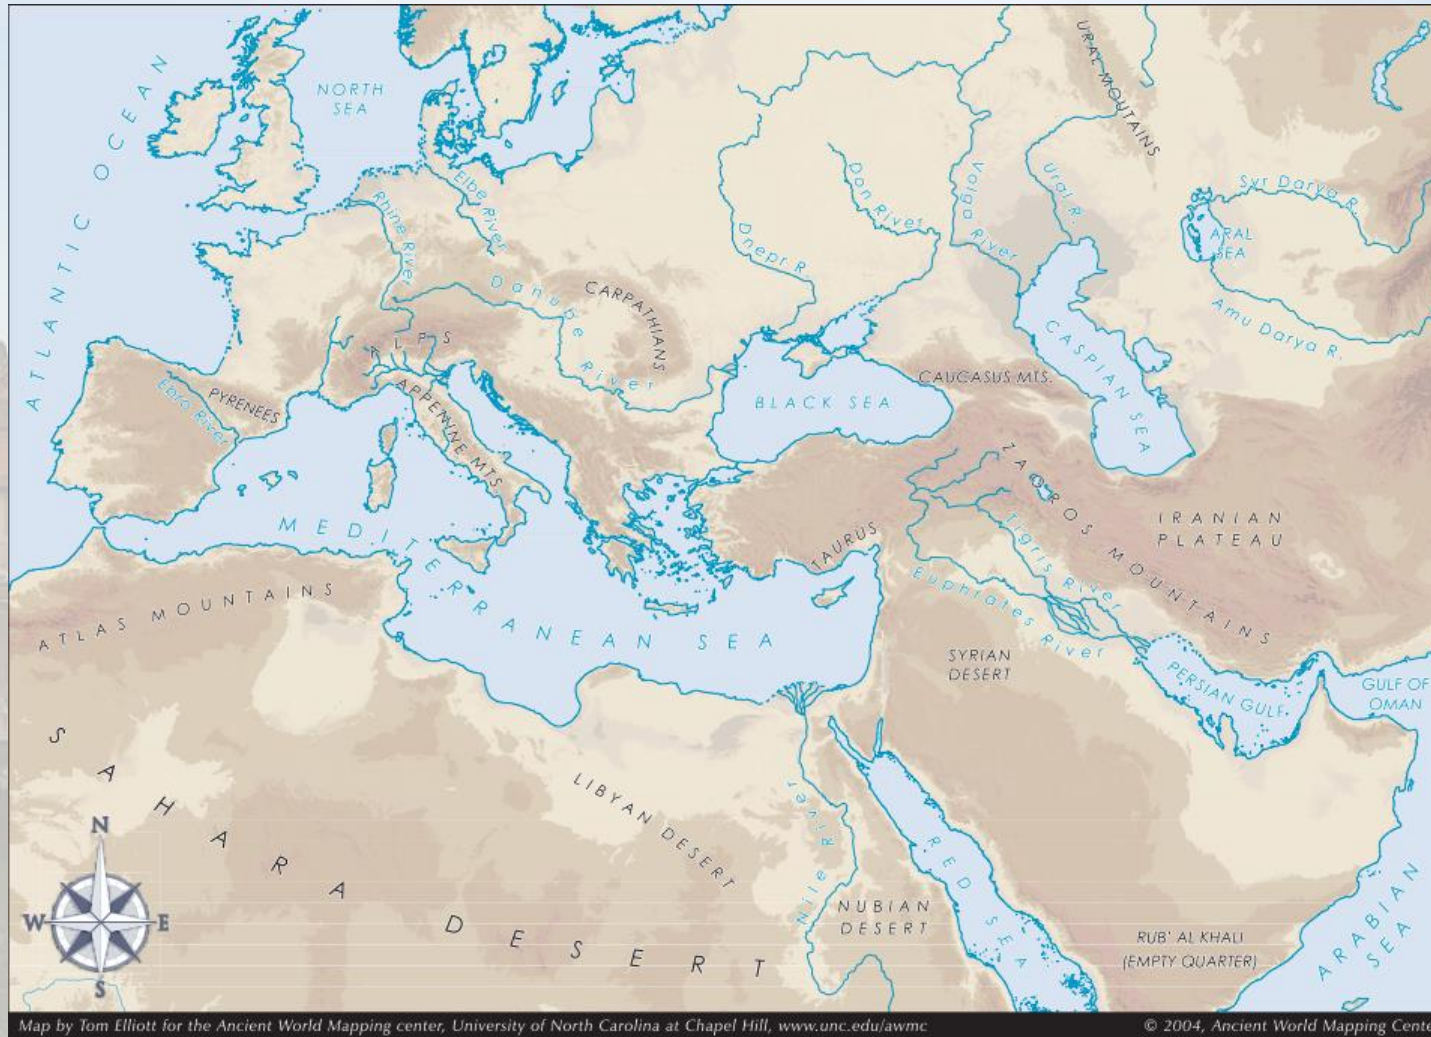 NORTH
SEA
ATLANTIC OCEAN
URAL MOUTAINS
Elbe River
Rhine River
Don River
Volga River
Ural R.
Syr Darya R.
ARAL
SEA
Dnepr R.
Danube River
CARPATHIANS
Amu Darya R.
ALPS
CASPIAN SEA
CAUCASUS MTS.
Ebro River
PYRENEES
APPENNINE MTS.
BLACK SEA
MEDITERRANEAN SEA
TAURUS
ZAGROS MOUNTAINS
IRANIAN
PLATEAU
Tigris River
Euphrates River
ATLAS MOUNTAINS
SYRIAN
DESERT
PERSIAN GULF
GULF OF
OMAN
SAHARA DESERT
LIBYAN DESERT
Nile River
RED SEA
NUBIAN
DESERT
RUB' AL KHALI
(EMPTY QUARTER)
ARABIAN
SEA
N
W
E
S
Map by Tom Elliott for the Ancient World Mapping center, University of North Carolina at Chapel Hill, www.unc.edu/awmc
© 2004, Ancient World Mapping Cente